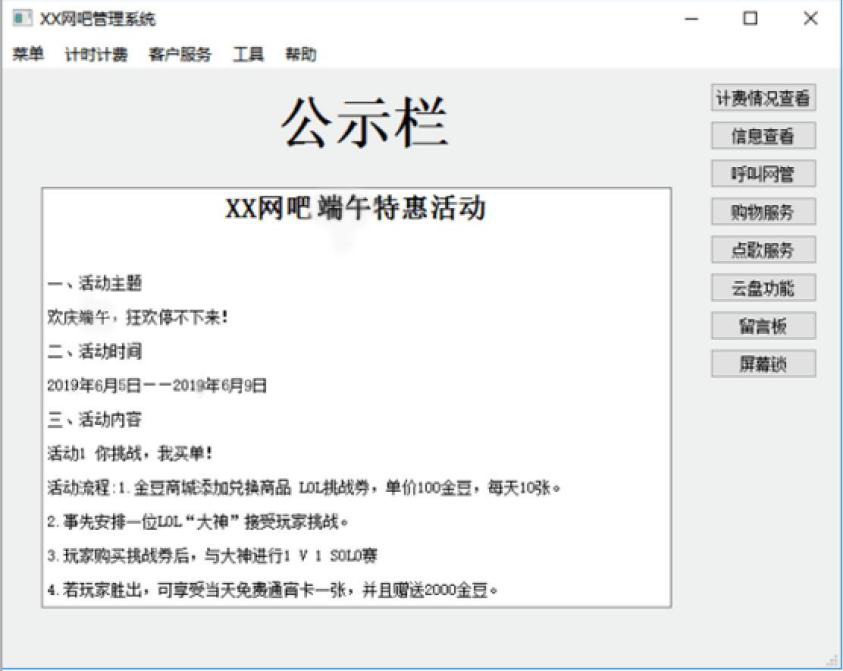 XX网吧管理系统
菜单 计时计费 客户服务 工具 帮助
公示栏
XX网吧 端午特惠活动
一、活动主题
欢庆端午，狂欢停不下来！
二、活动时间
2019年6月5日——2019年6月9日
三、活动内容
活动1 你挑战，我买单！
活动流程:1.金豆商城添加兑换商品 LOL挑战券，单价100金豆，每天10张。
2.事先安排一位LOL“大神”接受玩家挑战。
3.玩家购买挑战券后，与大神进行1 V 1 SOLO赛
4.若玩家胜出，可享受当天免费通宵卡一张，并且赠送2000金豆。
计费情况查看
信息查看
呼叫网管
购物服务
点歌服务
云盘功能
留言板
屏幕锁